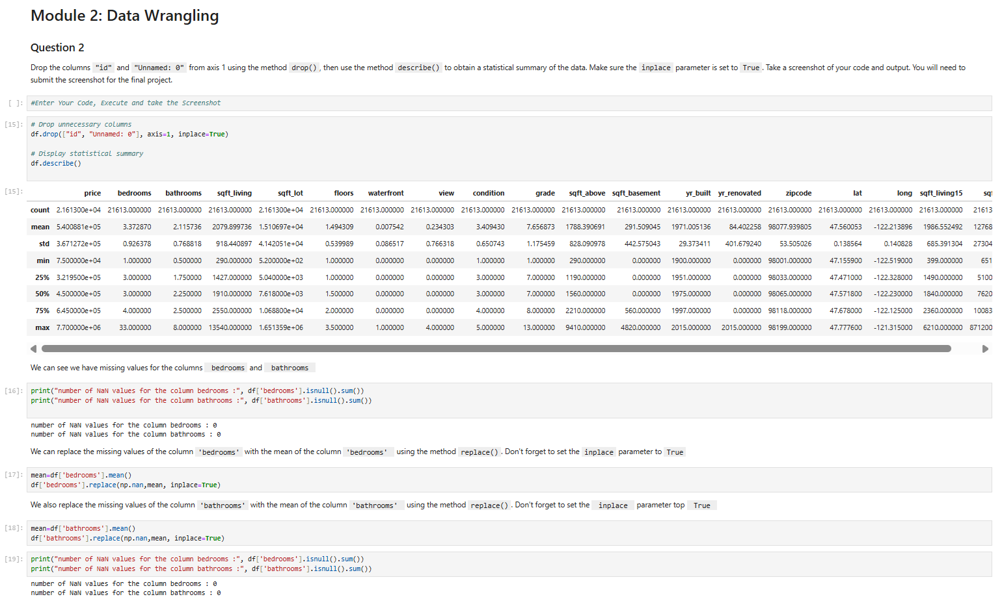 Module 2: Data Wrangling
Question 2
Drop the columns "id" and "Unnamed: 0" from axis 1 using the method drop() , then use the method describe() to obtain a statistical summary of the data. Make sure the inplace parameter is set to True . Take a screenshot of your code and output. You will need to
submit the screenshot for the final project.
[ ]: #Enter Your Code, Execute and take the Screenshot
[15]: # Drop unnecessary columns
df.drop(["id", "Unnamed: 0"], axis=1, inplace=True)
# Display statistical summary
df.describe()
[15]: price bedrooms bathrooms sqft_living sqft_lot floors waterfront view condition grade sqft_above sqft_basement yr_built yr_renovated zipcode lat long sqft_living15 sqf
count 2.161300e+04 21613.000000 21613.000000 21613.000000 2.161300e+04 21613.000000 21613.000000 21613.000000 21613.000000 21613.000000 21613.000000 21613.000000 21613.000000 21613.000000 21613.000000 21613.000000 21613.000000 21613.000000 21613
mean 5.400881e+05 3.372870 2.115736 2079.899736 1.510697e+04 1.494309 0.007542 0.234303 3.409430 7.656873 1788.390691 291.509045 1971.005136 84.402258 98077.939805 47.560053 -122.213896 1986.552492 12768
std 3.671272e+05 0.926378 0.768818 918.440897 4.142051e+04 0.539989 0.086517 0.766318 0.650743 1.175459 828.090978 442.575043 29.373411 401.679240 53.505026 0.138564 0.140828 685.391304 27304
min 7.500000e+04 1.000000 0.500000 290.000000 5.200000e+02 1.000000 0.000000 0.000000 1.000000 1.000000 290.000000 0.000000 1900.000000 0.000000 98001.000000 47.155900 -122.519000 399.000000 651
25% 3.219500e+05 3.000000 1.750000 1427.000000 5.040000e+03 1.000000 0.000000 0.000000 3.000000 7.000000 1190.000000 0.000000 1951.000000 0.000000 98033.000000 47.471000 -122.328000 1490.000000 5100
50% 4.500000e+05 3.000000 2.250000 1910.000000 7.618000e+03 1.500000 0.000000 0.000000 3.000000 7.000000 1560.000000 0.000000 1975.000000 0.000000 98065.000000 47.571800 -122.230000 1840.000000 7620
75% 6.450000e+05 4.000000 2.500000 2550.000000 1.068800e+04 2.000000 0.000000 0.000000 4.000000 8.000000 2210.000000 560.000000 1997.000000 0.000000 98118.000000 47.678000 -122.125000 2360.000000 10083
max 7.700000e+06 33.000000 8.000000 13540.000000 1.651359e+06 3.500000 1.000000 4.000000 5.000000 13.000000 9410.000000 4820.000000 2015.000000 2015.000000 98199.000000 47.777600 -121.315000 6210.000000 871200
We can see we have missing values for the columns bedrooms and bathrooms
[16]: print("number of NaN values for the column bedrooms :", df['bedrooms'].isnull().sum())
print("number of NaN values for the column bathrooms :", df['bathrooms'].isnull().sum())
number of NaN values for the column bedrooms : 0
number of NaN values for the column bathrooms : 0
We can replace the missing values of the column 'bedrooms' with the mean of the column 'bedrooms' using the method replace() . Don't forget to set the inplace parameter to True
[17]: mean=df['bedrooms'].mean()
df['bedrooms'].replace(np.nan,mean, inplace=True)
We also replace the missing values of the column 'bathrooms' with the mean of the column 'bathrooms' using the method replace() . Don't forget to set the inplace parameter top True
[18]: mean=df['bathrooms'].mean()
df['bathrooms'].replace(np.nan,mean, inplace=True)
[19]: print("number of NaN values for the column bedrooms :", df['bedrooms'].isnull().sum())
print("number of NaN values for the column bathrooms :", df['bathrooms'].isnull().sum())
number of NaN values for the column bedrooms : 0
number of NaN values for the column bathrooms : 0